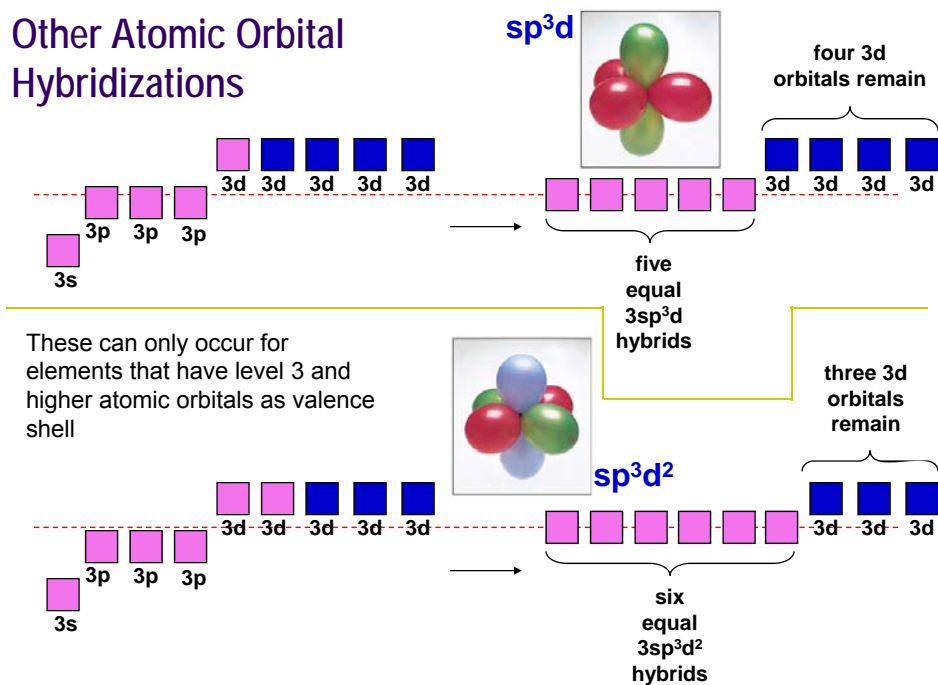 Other Atomic Orbital
Hybridizations
sp³d
four 3d
orbitals remain
3d 3d 3d 3d 3d
3p 3p 3p
3s
3d 3d 3d 3d
five
equal
3sp³d
hybrids
These can only occur for
elements that have level 3 and
higher atomic orbitals as valence
shell
sp³d²
three 3d
orbitals
remain
3d 3d 3d 3d 3d
3p 3p 3p
3s
3d 3d 3d
six
equal
3sp³d²
hybrids